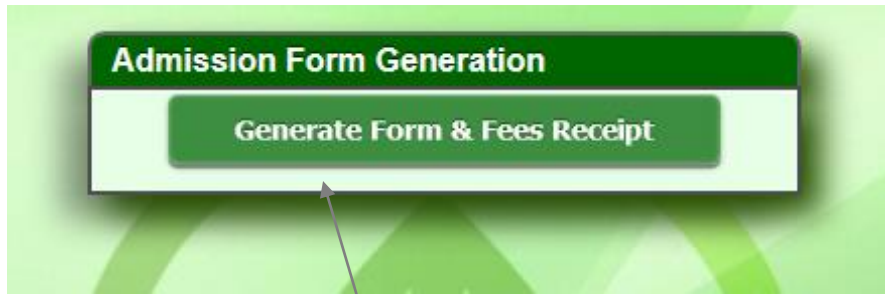 Admission Form Generation
Generate Form & Fees Receipt